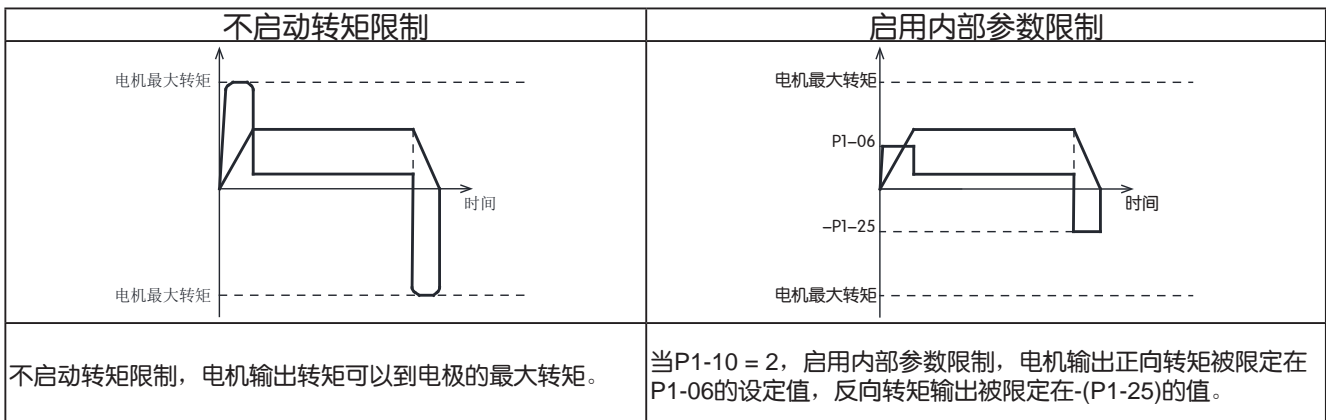 不启动转矩限制
启用内部参数限制
电机最大转矩
时间
电机最大转矩
电机最大转矩
P1-06
时间
-P1-25
电机最大转矩
不启动转矩限制，电机输出转矩可以到电极的最大转矩。
当P1-10 = 2，启用内部参数限制，电机输出正向转矩被限定在
P1-06的设定值，反向转矩输出被限定在-(P1-25)的值。